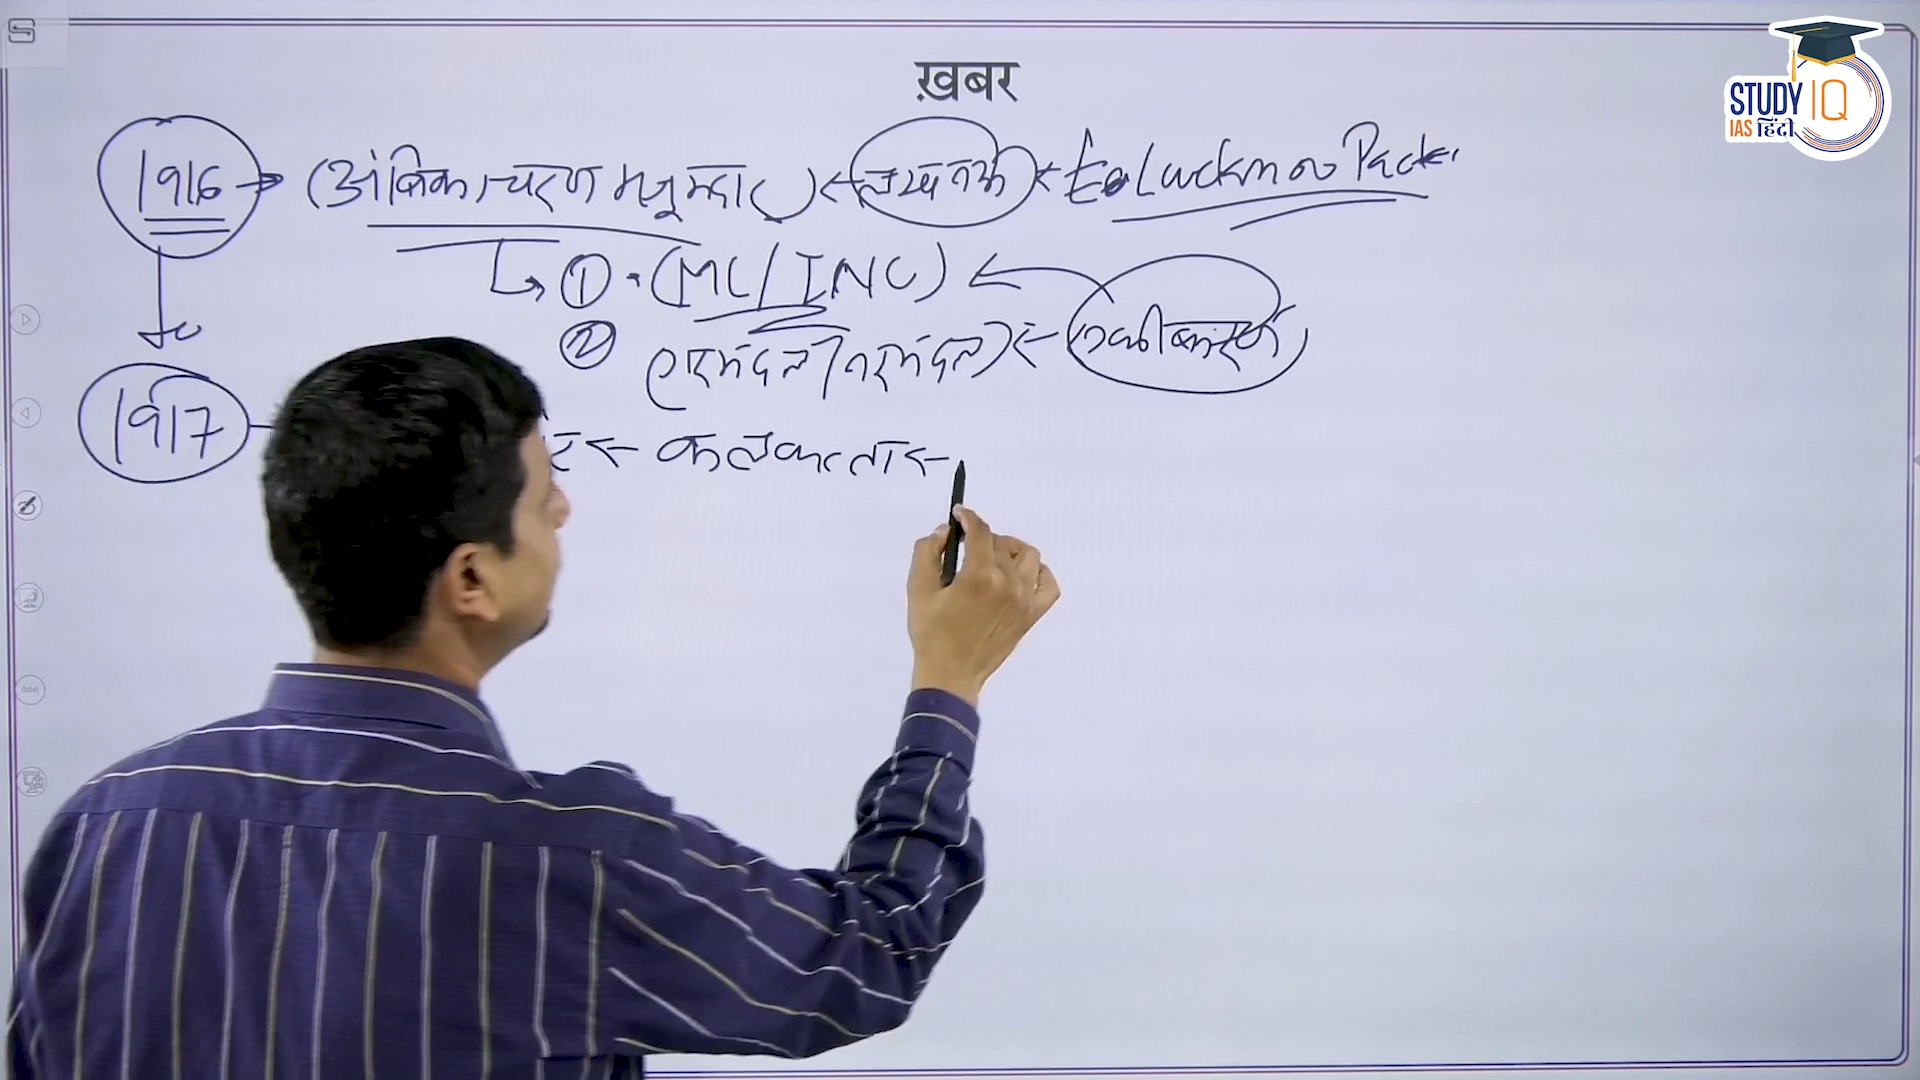 ख़बर
STUDY IQ
IAS हिंदी
1916 → (अंबिका चरण मजूमदार) ← लखनऊ ← Lucknow Pact
① (ML/INC) ←
② गरमदल/नरमदल) ← एकीकरण
1917 ← कलकत्ता ←